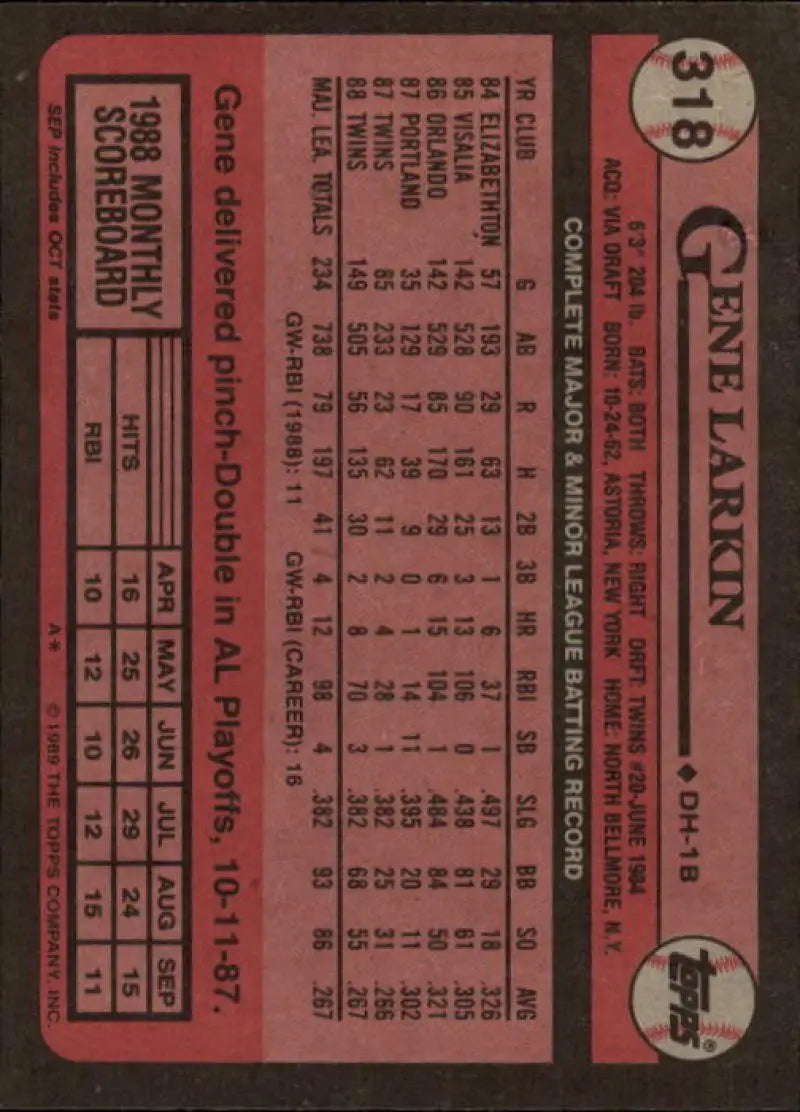 318
GENE LARKIN ◆ DH-1B
topps®
6'3" 204 lb. BATS: BOTH THROWS: RIGHT DRFT: TWINS #20-JUNE 1984
ACQ: VIA DRAFT BORN: 10-24-62, ASTORIA, NEW YORK HOME: NORTH BELLMORE, N.Y.
COMPLETE MAJOR & MINOR LEAGUE BATTING RECORD
YR CLUB G AB R H 2B 3B HR RBI SB SLG BB SO AVG
84 ELIZABETHTON 57 193 29 63 13 1 6 37 1 .497 29 18 .326
85 VISALIA 142 528 90 161 25 3 13 106 0 .438 81 61 .305
86 ORLANDO 142 529 85 170 29 6 15 104 1 .484 84 50 .321
87 PORTLAND 35 129 17 39 9 0 1 14 11 .395 20 11 .302
87 TWINS 85 233 23 62 11 2 4 28 1 .382 25 31 .266
88 TWINS 149 505 56 135 30 2 8 70 3 .382 68 55 .267
MAJ. LEA. TOTALS 234 738 79 197 41 4 12 98 4 .382 93 86 .267
GW-RBI (1988): 11 GW-RBI (CAREER): 16
Gene delivered pinch-Double in AL Playoffs, 10-11-87.
1988 MONTHLY
SCOREBOARD
APR MAY JUN JUL AUG SEP
HITS 16 25 26 29 24 15
RBI 10 12 10 12 15 11
SEP includes OCT stats A* © 1989 THE TOPPS COMPANY, INC.